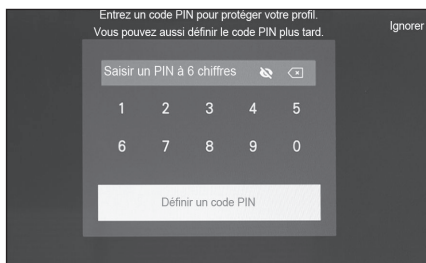 Entrez un code PIN pour protéger votre profil.
Vous pouvez aussi définir le code PIN plus tard.
Ignorer
Saisir un PIN à 6 chiffres
1 2 3 4 5
6 7 8 9 0
Définir un code PIN